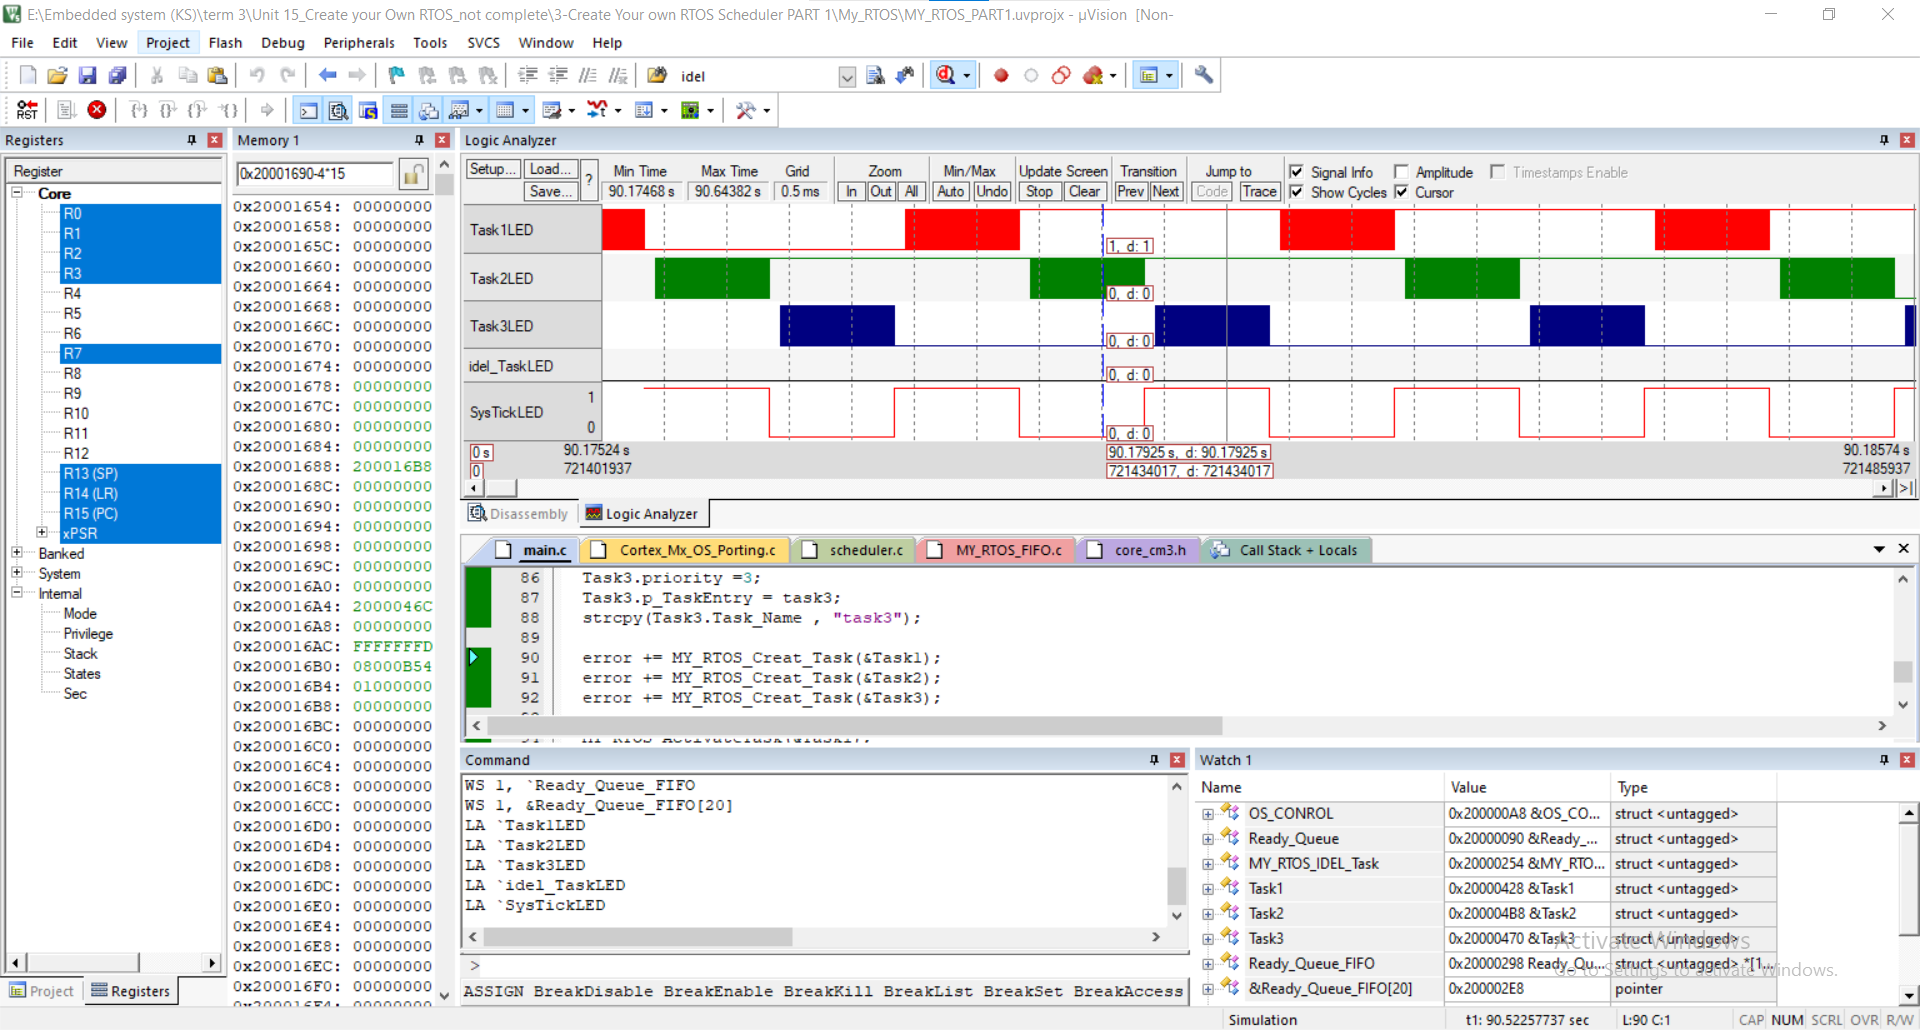 E:\Embedded system (KS)\term 3\Unit 15_Create your Own RTOS_not complete\3-Create Your own RTOS Scheduler PART 1\My_RTOS\MY_RTOS_PART1.uvprojx - µVision [Non-
File Edit View Project Flash Debug Peripherals Tools SVCS Window Help
idel
RST
Registers
Register
Core
R0
R1
R2
R3
R4
R5
R6
R7
R8
R9
R10
R11
R12
R13 (SP)
R14 (LR)
R15 (PC)
xPSR
Banked
System
Internal
Mode
Privilege
Stack
States
Sec
Project Registers
Memory 1
0x20001690-4*15
0x20001654: 00000000
0x20001658: 00000000
0x2000165C: 00000000
0x20001660: 00000000
0x20001664: 00000000
0x20001668: 00000000
0x2000166C: 00000000
0x20001670: 00000000
0x20001674: 00000000
0x20001678: 00000000
0x2000167C: 00000000
0x20001680: 00000000
0x20001684: 00000000
0x20001688: 200016B8
0x2000168C: 00000000
0x20001690: 00000000
0x20001694: 00000000
0x20001698: 00000000
0x2000169C: 00000000
0x200016A0: 00000000
0x200016A4: 2000046C
0x200016A8: 00000000
0x200016AC: FFFFFFFD
0x200016B0: 08000B54
0x200016B4: 01000000
0x200016B8: 00000000
0x200016BC: 00000000
0x200016C0: 00000000
0x200016C4: 00000000
0x200016C8: 00000000
0x200016CC: 00000000
0x200016D0: 00000000
0x200016D4: 00000000
0x200016D8: 00000000
0x200016DC: 00000000
0x200016E0: 00000000
0x200016E4: 00000000
0x200016E8: 00000000
0x200016EC: 00000000
0x200016F0: 00000000
0x200016F4: 00000000
Logic Analyzer
Setup... Load... Save... ? Min Time Max Time Grid Zoom Min/Max Update Screen Transition Jump to Signal Info Amplitude Timestamps Enable
90.17468 s 90.64382 s 0.5 ms In Out All Auto Undo Stop Clear Prev Next Code Trace Show Cycles Cursor
Task1LED
1, d: 1
Task2LED
0, d: 0
Task3LED
0, d: 0
idel_TaskLED
0, d: 0
SysTickLED
1
0
0, d: 0
0 s 90.17524 s 90.17925 s, d: 90.17925 s 90.18574 s
0 721401937 721434017, d: 721434017 721485937
Disassembly Logic Analyzer
main.c Cortex_Mx_OS_Porting.c scheduler.c MY_RTOS_FIFO.c core_cm3.h Call Stack + Locals
86 Task3.priority =3;
87 Task3.p_TaskEntry = task3;
88 strcpy(Task3.Task_Name , "task3");
89
90 error += MY_RTOS_Creat_Task(&Task1);
91 error += MY_RTOS_Creat_Task(&Task2);
92 error += MY_RTOS_Creat_Task(&Task3);
Command
WS 1, `Ready_Queue_FIFO
WS 1, &Ready_Queue_FIFO[20]
LA `Task1LED
LA `Task2LED
LA `Task3LED
LA `idel_TaskLED
LA `SysTickLED
>
ASSIGN BreakDisable BreakEnable BreakKill BreakList BreakSet BreakAccess
Watch 1
Name Value Type
OS_CONROL 0x200000A8 &OS_CO... struct <untagged>
Ready_Queue 0x20000090 &Ready_... struct <untagged>
MY_RTOS_IDEL_Task 0x20000254 &MY_RTO... struct <untagged>
Task1 0x20000428 &Task1 struct <untagged>
Task2 0x200004B8 &Task2 struct <untagged>
Task3 0x20000470 &Task3 struct <untagged>
Ready_Queue_FIFO 0x20000298 Ready_Qu... struct <untagged> *[1...
&Ready_Queue_FIFO[20] 0x200002E8 pointer
Activate Windows
Go to Settings to activate Windows.
Simulation t1: 90.52257737 sec L:90 C:1 CAP NUM SCRL OVR R/W